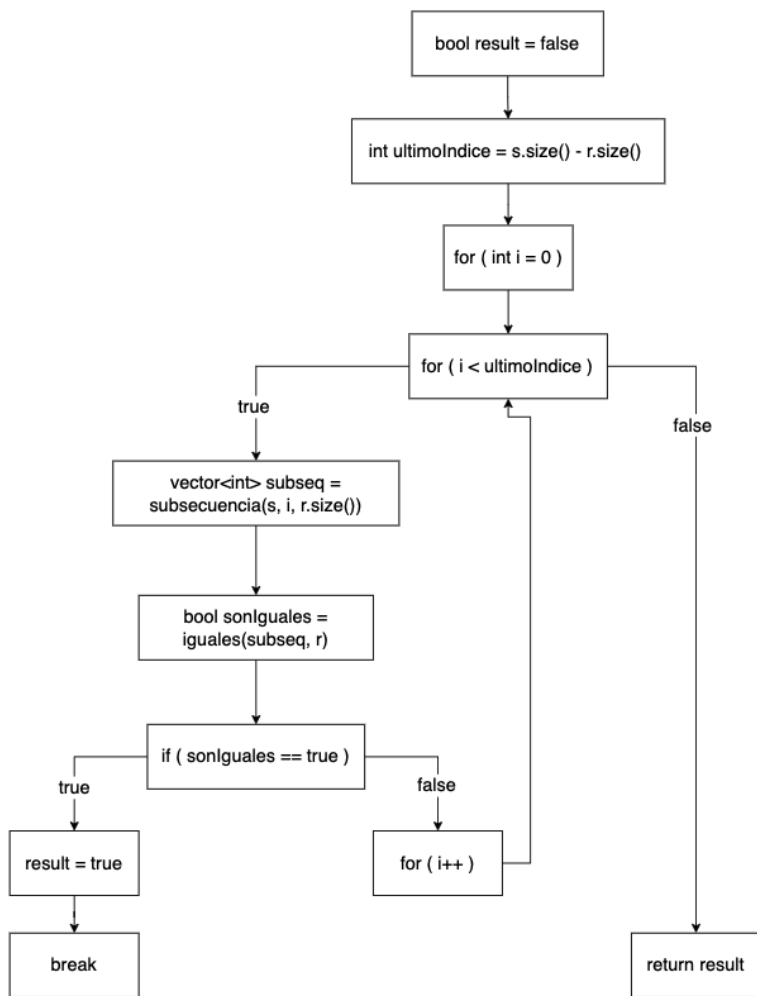 bool result = false
int ultimoIndice = s.size() - r.size()
for ( int i = 0 )
for ( i < ultimoIndice )
true
false
vector<int> subseq =
subsecuencia(s, i, r.size())
bool sonIguales =
iguales(subseq, r)
if ( sonIguales == true )
true
false
result = true
for ( i++ )
break
return result